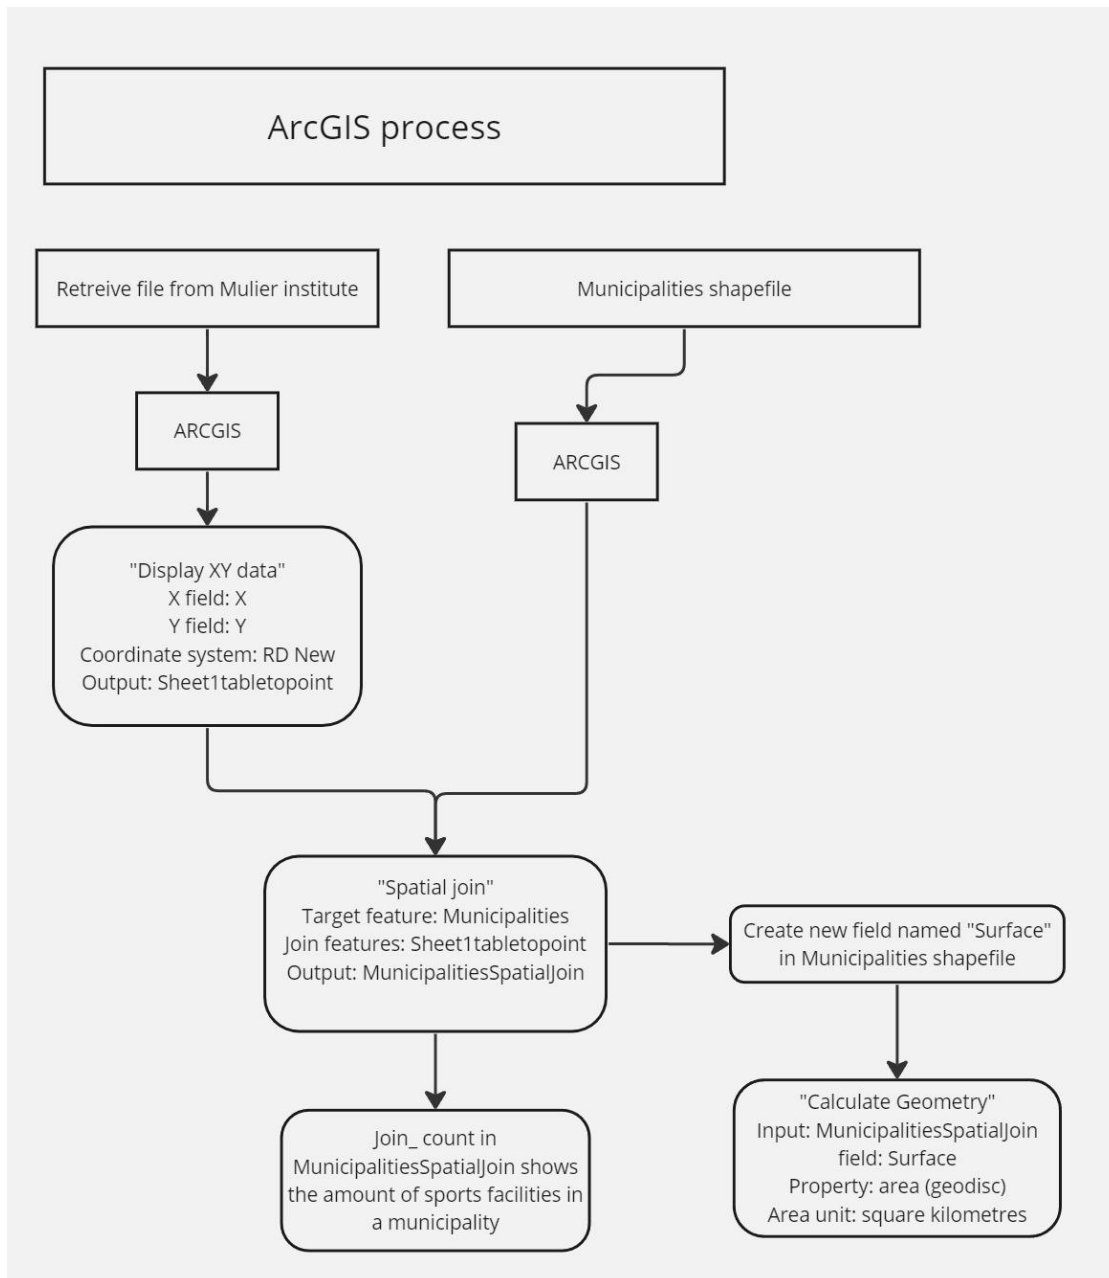 ArcGIS process
Retreive file from Mulier institute
Municipalities shapefile
ARCGIS
ARCGIS
"Display XY data"
X field: X
Y field: Y
Coordinate system: RD New
Output: Sheet1tabletopoint
"Spatial join"
Target feature: Municipalities
Join features: Sheet1tabletopoint
Output: MunicipalitiesSpatialJoin
Create new field named "Surface"
in Municipalities shapefile
Join_ count in
MunicipalitiesSpatialJoin shows
the amount of sports facilities in
a municipality
"Calculate Geometry"
Input: MunicipalitiesSpatialJoin
field: Surface
Property: area (geodisc)
Area unit: square kilometres